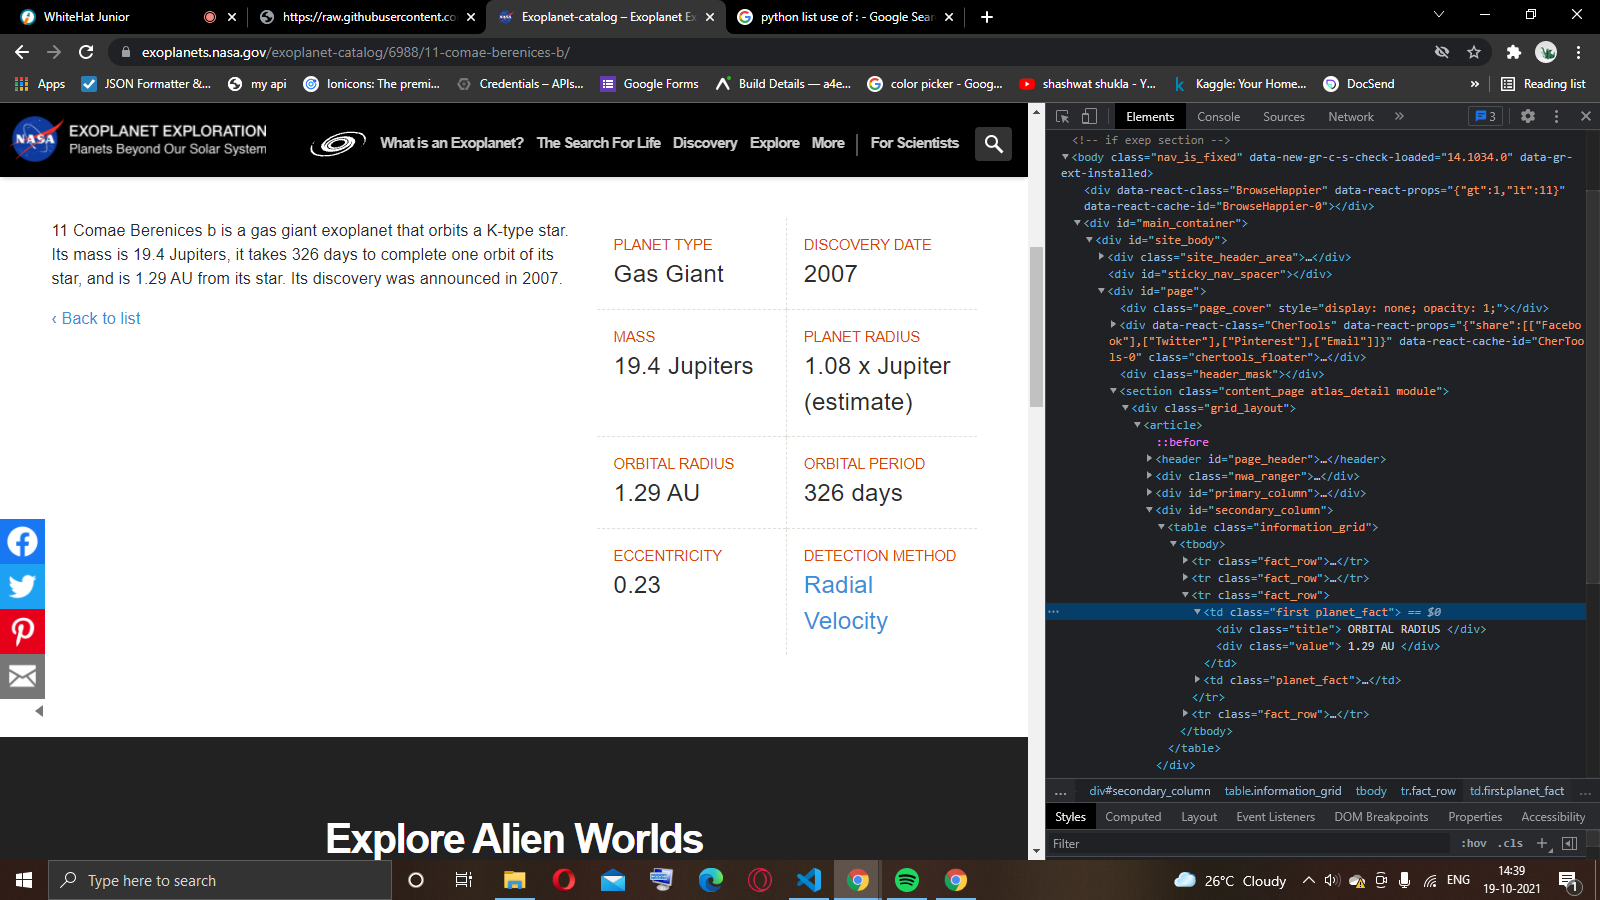 WhiteHat Junior
https://raw.githubusercontent.co
Exoplanet-catalog – Exoplanet Ex
python list use of : - Google Sear
exoplanets.nasa.gov/exoplanet-catalog/6988/11-comae-berenices-b/
Apps
JSON Formatter &...
my api
Ionicons: The premi...
Credentials – APIs...
Google Forms
Build Details — a4e...
color picker - Goog...
shashwat shukla - Y...
Kaggle: Your Home...
DocSend
»
Reading list
NASA
EXOPLANET EXPLORATION
Planets Beyond Our Solar System
What is an Exoplanet?
The Search For Life
Discovery
Explore
More
For Scientists
11 Comae Berenices b is a gas giant exoplanet that orbits a K-type star.
Its mass is 19.4 Jupiters, it takes 326 days to complete one orbit of its
star, and is 1.29 AU from its star. Its discovery was announced in 2007.
‹ Back to list
PLANET TYPE
Gas Giant
DISCOVERY DATE
2007
MASS
19.4 Jupiters
PLANET RADIUS
1.08 x Jupiter
(estimate)
ORBITAL RADIUS
1.29 AU
ORBITAL PERIOD
326 days
ECCENTRICITY
0.23
DETECTION METHOD
Radial
Velocity
Explore Alien Worlds
Elements
Console
Sources
Network
»
3
<!-- if exep section -->
<body class="nav_is_fixed" data-new-gr-c-s-check-loaded="14.1034.0" data-gr-
ext-installed>
<div data-react-class="BrowseHappier" data-react-props="{"gt":1,"lt":11}"
data-react-cache-id="BrowseHappier-0"></div>
<div id="main_container">
<div id="site_body">
<div class="site_header_area">…</div>
<div id="sticky_nav_spacer"></div>
<div id="page">
<div class="page_cover" style="display: none; opacity: 1;"></div>
<div data-react-class="CherTools" data-react-props="{"share":[["Facebo
ok"],["Twitter"],["Pinterest"],["Email"]]}" data-react-cache-id="CherToo
ls-0" class="chertools_floater">…</div>
<div class="header_mask"></div>
<section class="content_page atlas_detail module">
<div class="grid_layout">
<article>
::before
<header id="page_header">…</header>
<div class="nwa_ranger">…</div>
<div id="primary_column">…</div>
<div id="secondary_column">
<table class="information_grid">
<tbody>
<tr class="fact_row">…</tr>
<tr class="fact_row">…</tr>
<tr class="fact_row">
<td class="first planet_fact"> == $0
<div class="title"> ORBITAL RADIUS </div>
<div class="value"> 1.29 AU </div>
</td>
<td class="planet_fact">…</td>
</tr>
<tr class="fact_row">…</tr>
</tbody>
</table>
</div>
... div#secondary_column table.information_grid tbody tr.fact_row td.first.planet_fact ...
Styles
Computed
Layout
Event Listeners
DOM Breakpoints
Properties
Accessibility
Filter
:hov .cls +
Type here to search
26°C Cloudy
ENG
14:39
19-10-2021
1